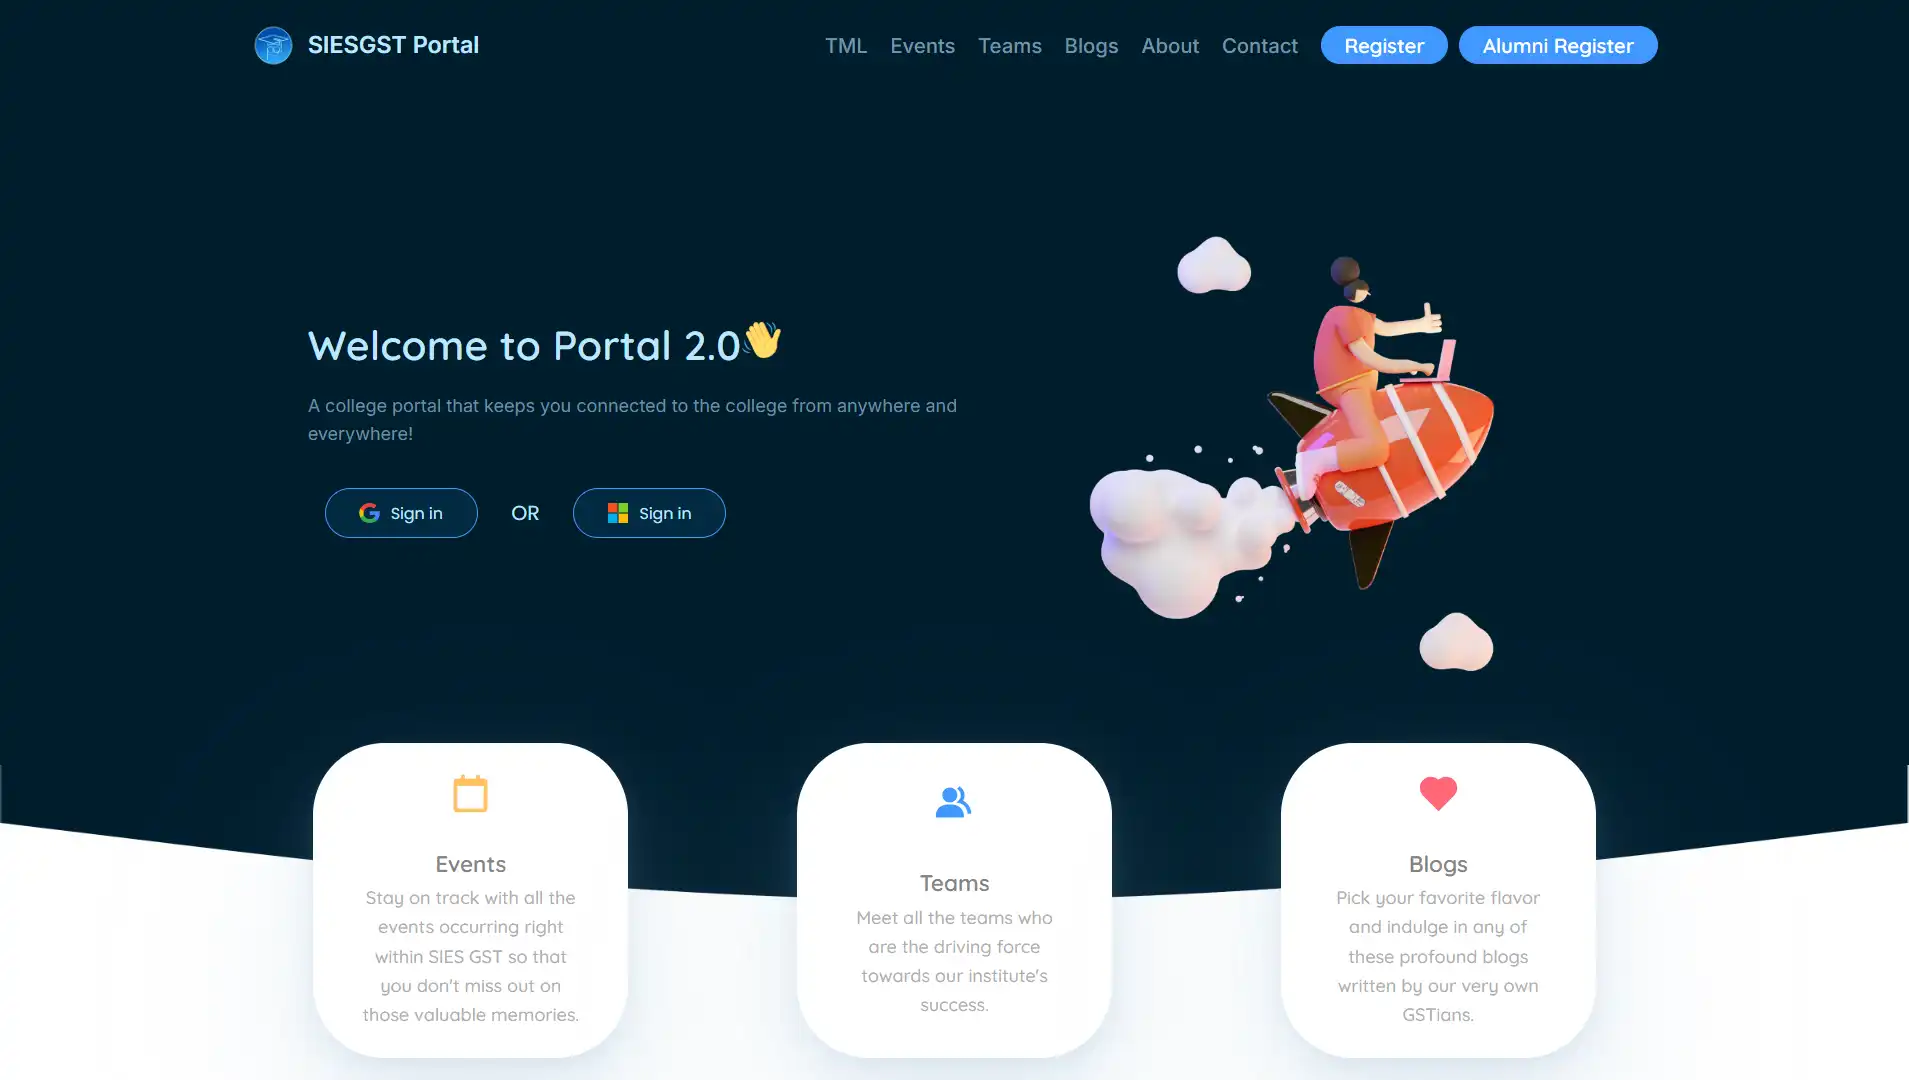 SIESGST Portal
TML
Events
Teams
Blogs
About
Contact
Register
Alumni Register
Welcome to Portal 2.0👋
A college portal that keeps you connected to the college from anywhere and
everywhere!
Sign in
OR
Sign in
Events
Stay on track with all the
events occurring right
within SIES GST so that
you don't miss out on
those valuable memories.
Teams
Meet all the teams who
are the driving force
towards our institute's
success.
Blogs
Pick your favorite flavor
and indulge in any of
these profound blogs
written by our very own
GSTians.